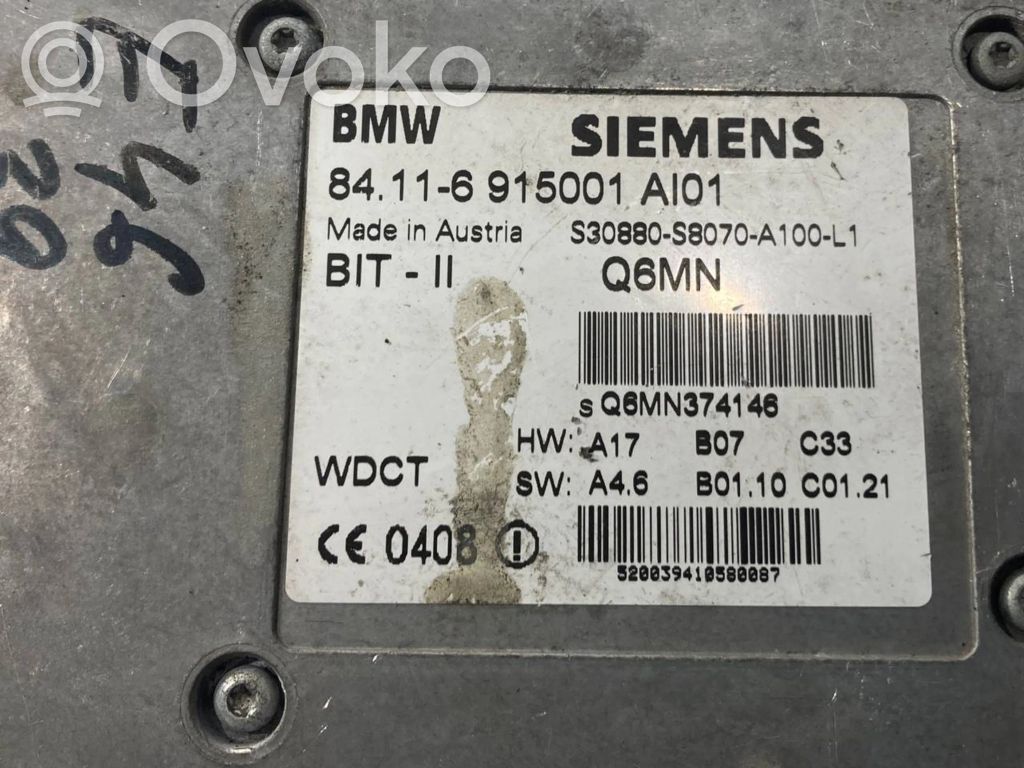 Ovoko
BMW SIEMENS
84.11-6 915001 AI01
Made in Austria S30880-S8070-A100-L1
BIT - II Q6MN
s Q6MN374146
HW: A17 B07 C33
WDCT SW: A4.6 B01.10 C01.21
CE 0408
520039410580087